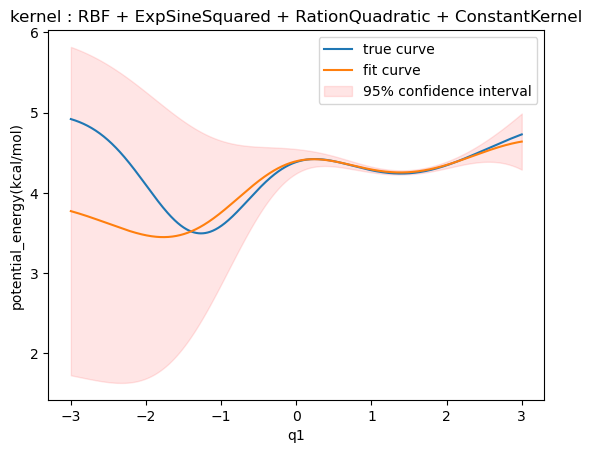 kernel : RBF + ExpSineSquared + RationQuadratic + ConstantKernel
true curve
fit curve
95% confidence interval
potential_energy(kcal/mol)
6
5
4
3
2
−3 −2 −1 0 1 2 3
q1